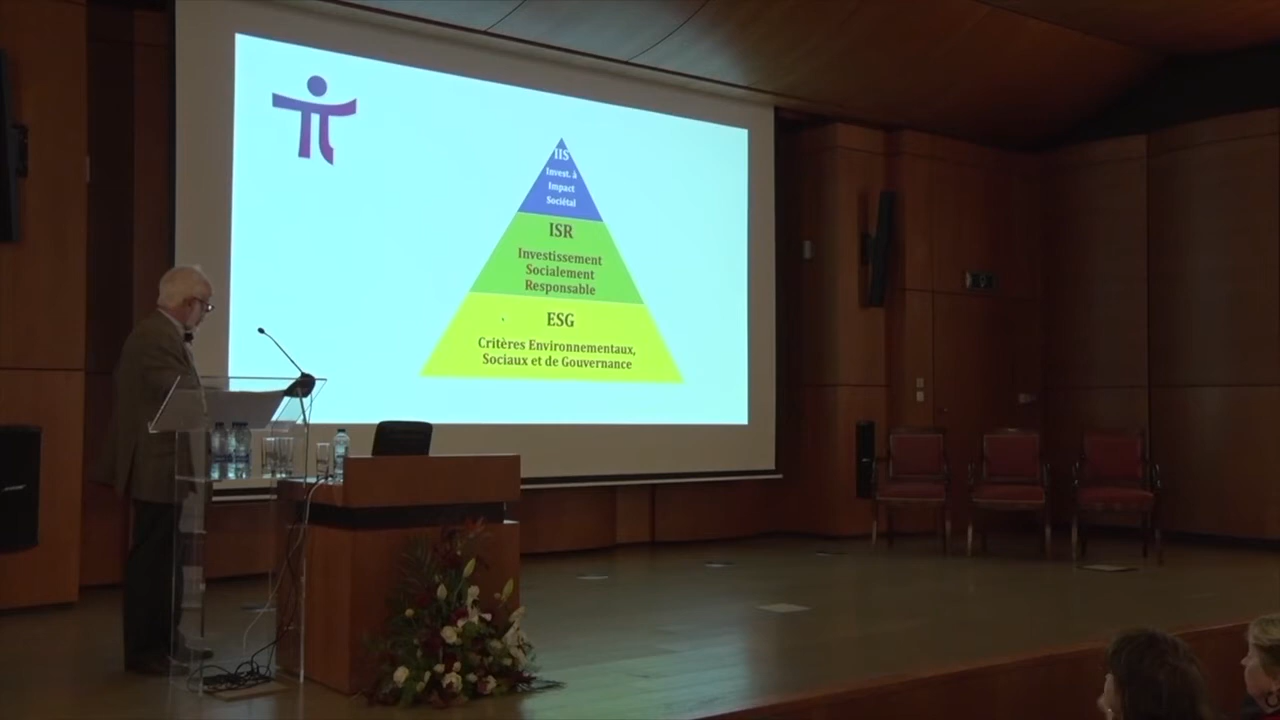 IIS
Invest. à
Impact
Sociétal
ISR
Investissement
Socialement
Responsable
ESG
Critères Environnementaux,
Sociaux et de Gouvernance